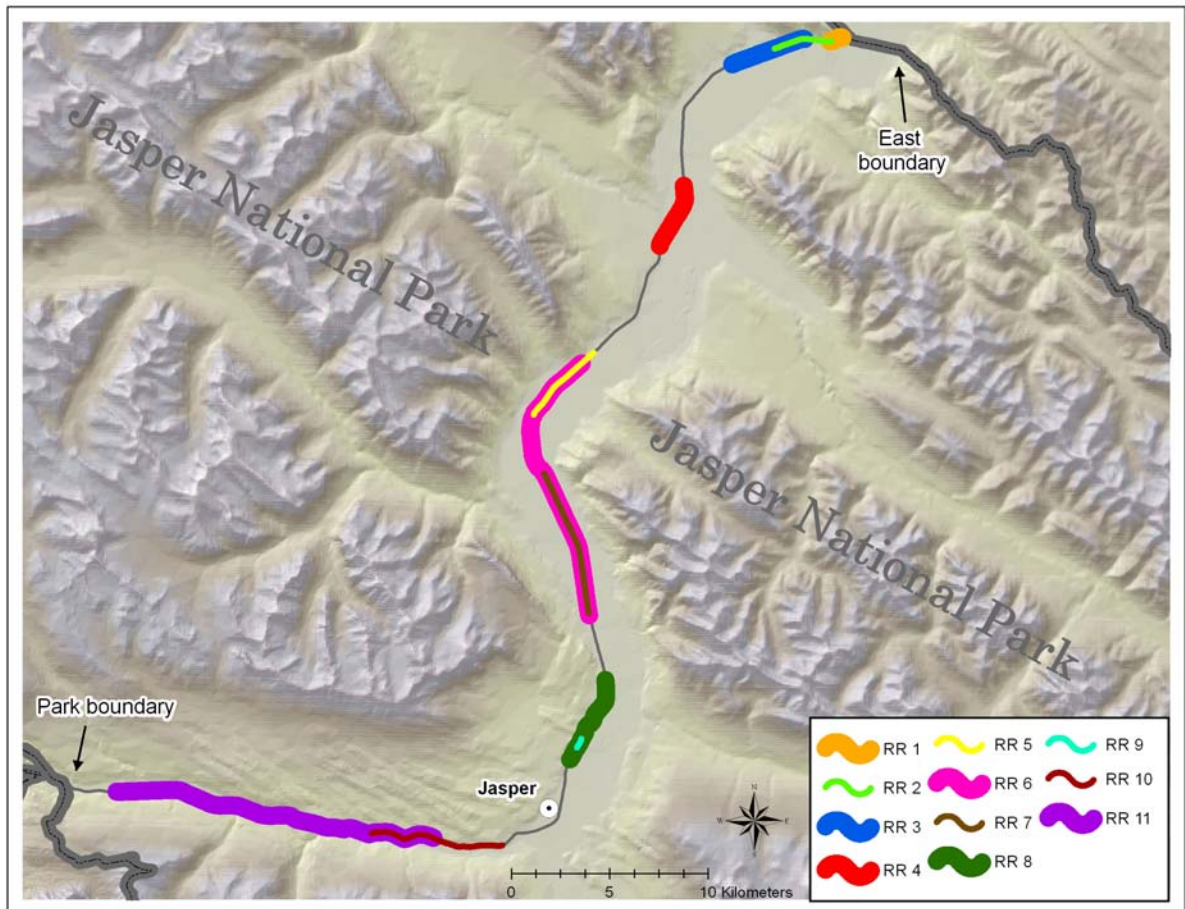 East
boundary
Jasper National Park
Jasper National Park
Park boundary
Jasper
N
W E
S
0 5 10 Kilometers
RR 1
RR 2
RR 3
RR 4
RR 5
RR 6
RR 7
RR 8
RR 9
RR 10
RR 11